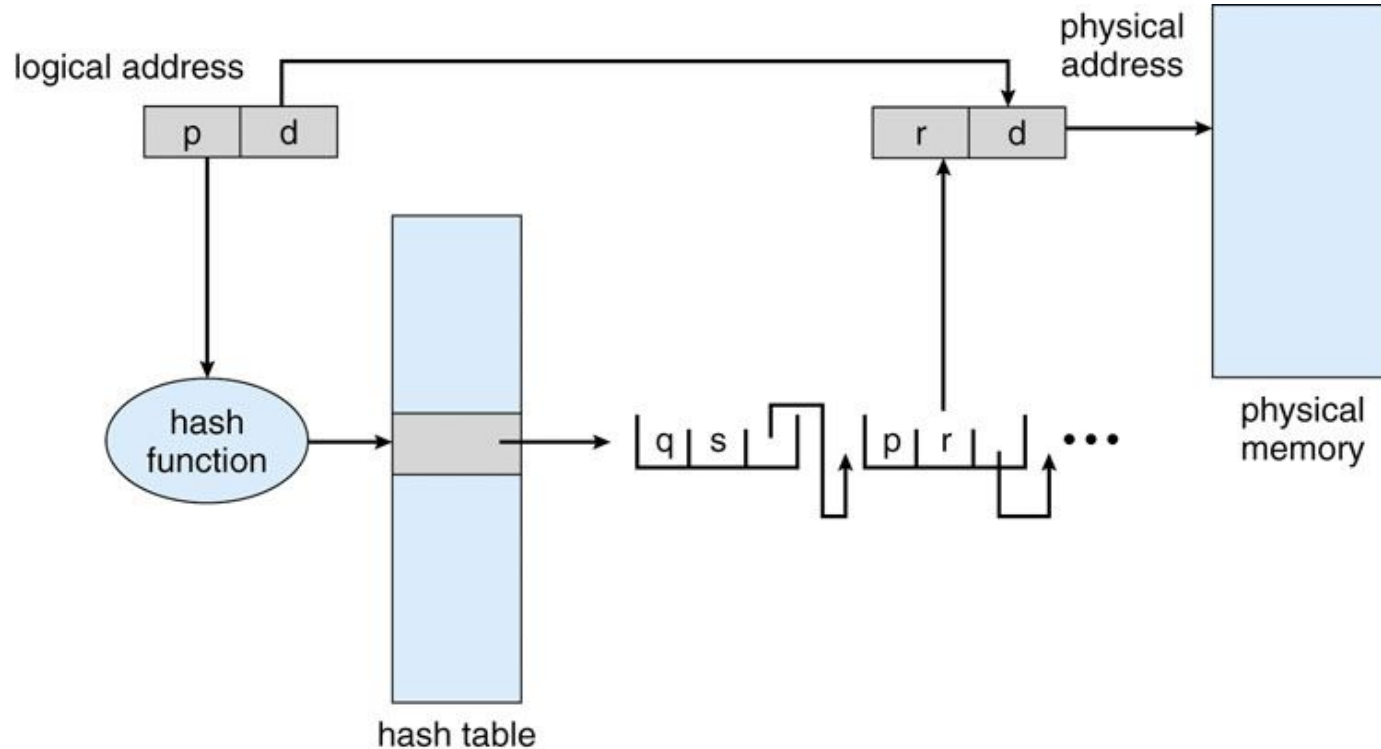 logical address
physical
address
p d
r d
hash
function
q s
p r
•••
physical
memory
hash table